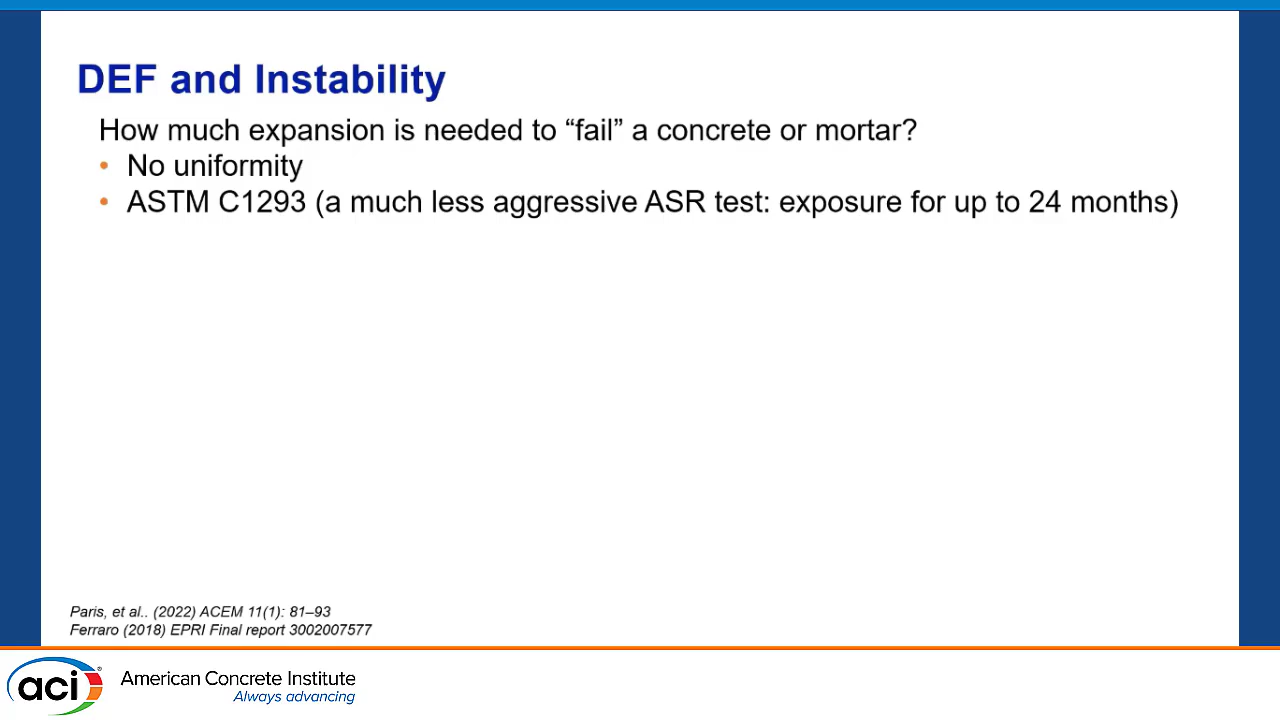 DEF and Instability
How much expansion is needed to “fail” a concrete or mortar?
• No uniformity
• ASTM C1293 (a much less aggressive ASR test: exposure for up to 24 months)
Paris, et al.. (2022) ACEM 11(1): 81–93
Ferraro (2018) EPRI Final report 3002007577
aci®
American Concrete Institute
Always advancing